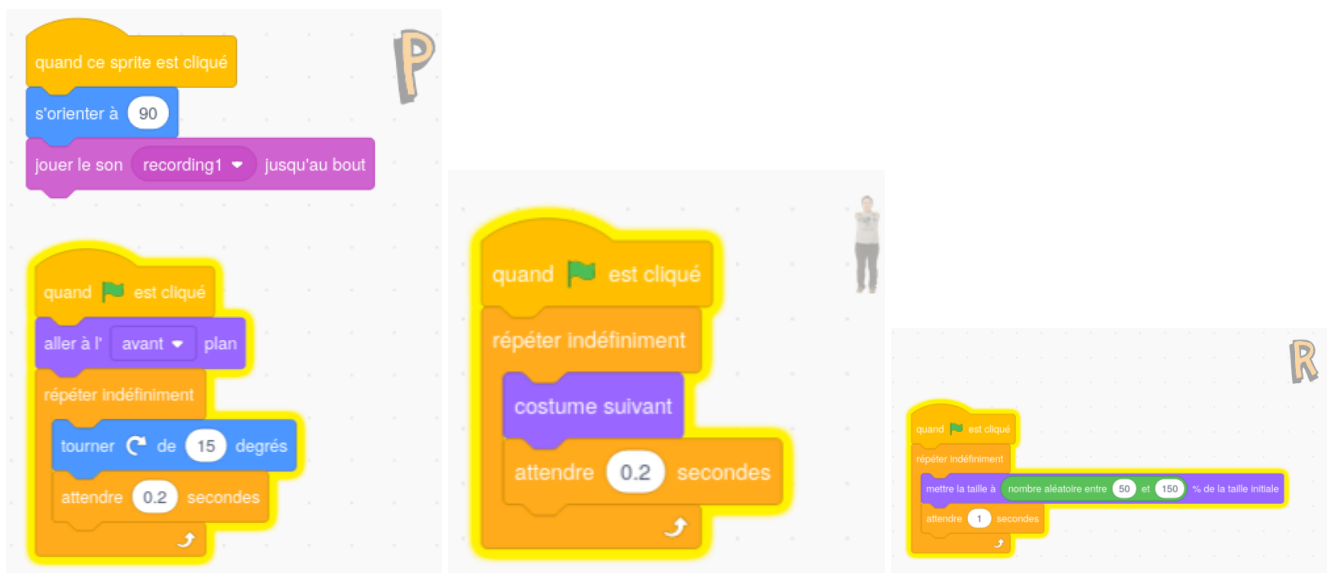 P
quand ce sprite est cliqué
s'orienter à 90
jouer le son recording1 jusqu'au bout
quand est cliqué
aller à l' avant plan
répéter indéfiniment
tourner de 15 degrés
attendre 0.2 secondes
quand est cliqué
répéter indéfiniment
costume suivant
attendre 0.2 secondes
R
quand est cliqué
répéter indéfiniment
mettre la taille à nombre aléatoire entre 50 et 150 % de la taille initiale
attendre 1 secondes